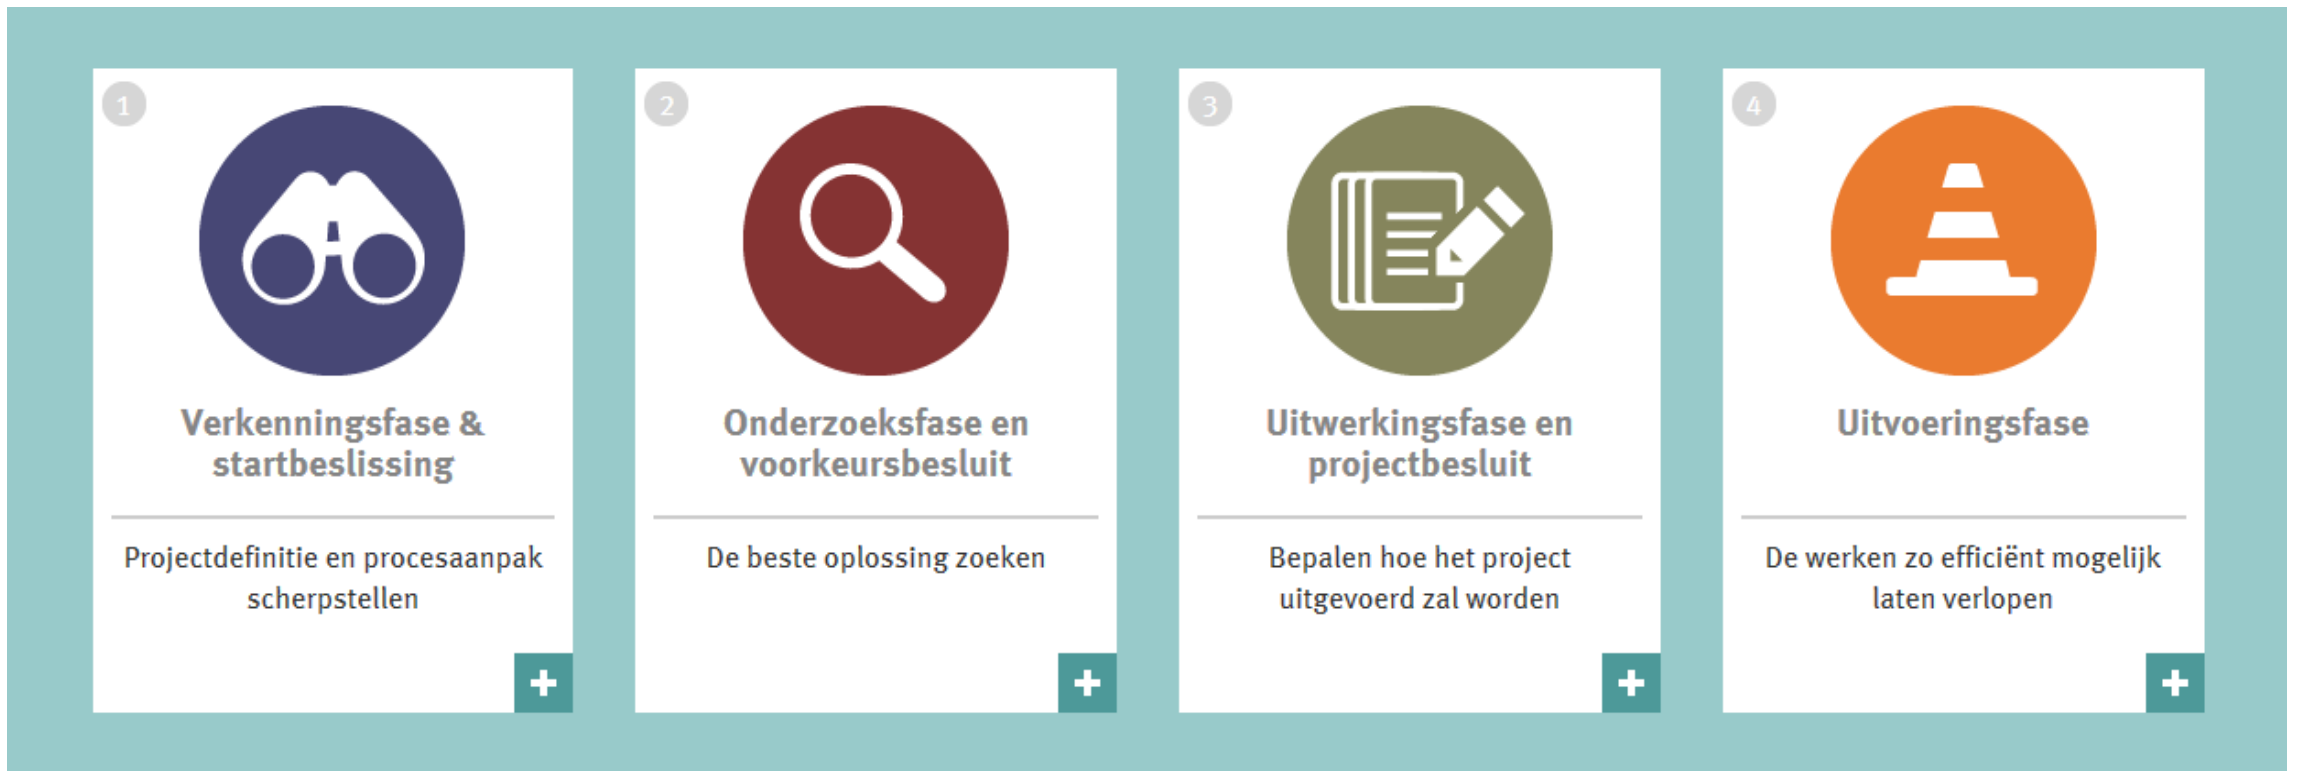 1
Verkenningsfase &
startbeslissing
Projectdefinitie en procesaanpak
scherpstellen
2
Onderzoeksfase en
voorkeursbesluit
De beste oplossing zoeken
3
Uitwerkingsfase en
projectbesluit
Bepalen hoe het project
uitgevoerd zal worden
4
Uitvoeringsfase
De werken zo efficiënt mogelijk
laten verlopen